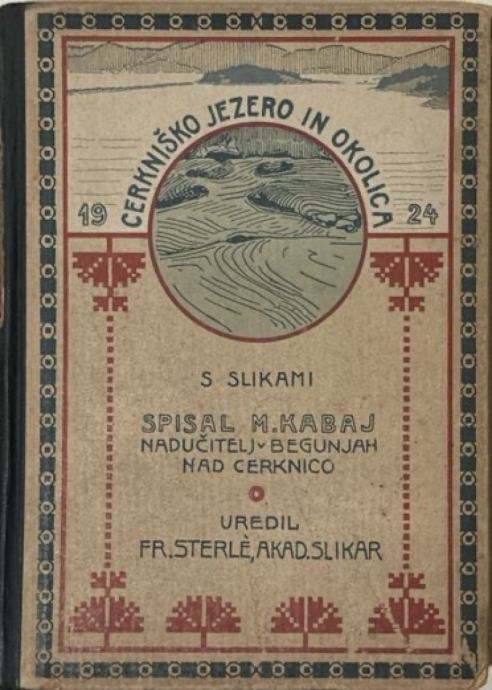 CERKNIŠKO JEZERO IN OKOLICA
19 24
S SLIKAMI
SPISAL M. KABAJ
NADUČITELJ V BEGUNJAH
NAD CERKNICO
UREDIL
FR. STERLÈ, AKAD. SLIKAR